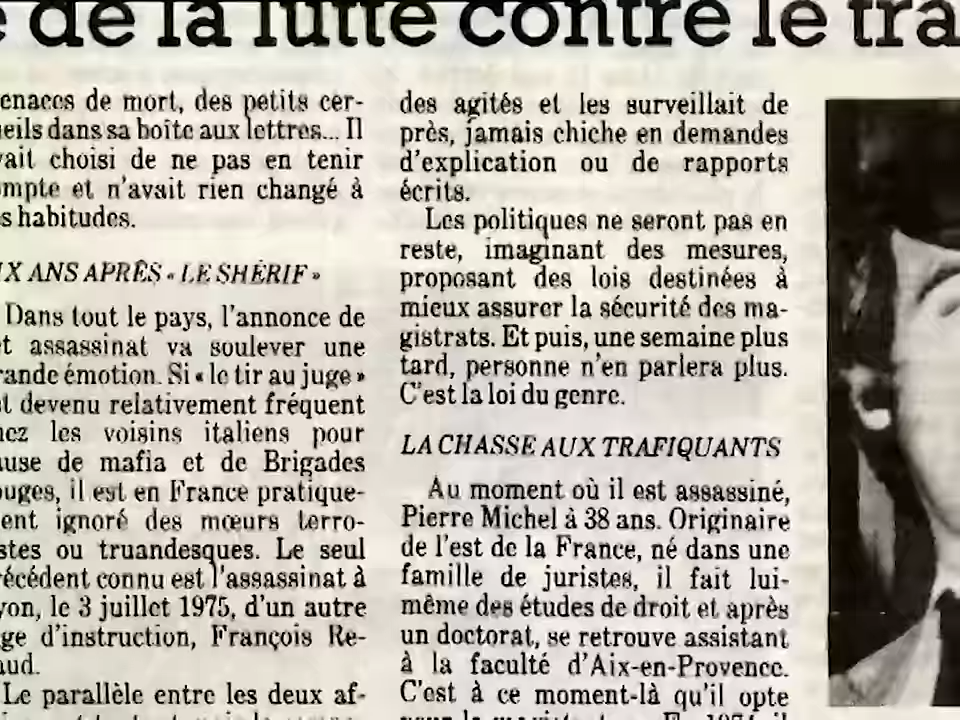 de la lutte contre le tra
enaces de mort, des petits cer-
eils dans sa boîte aux lettres... Il
vait choisi de ne pas en tenir
ompte et n'avait rien changé à
s habitudes.
IX ANS APRÈS « LE SHÉRIF »
Dans tout le pays, l'annonce de
et assassinat va soulever une
rande émotion. Si « le tir au juge »
st devenu relativement fréquent
hez les voisins italiens pour
ause de mafia et de Brigades
ouges, il est en France pratique-
ent ignoré des mœurs terro-
stes ou truandesques. Le seul
récédent connu est l'assassinat à
yon, le 3 juillet 1975, d'un autre
ge d'instruction, François Re-
aud.
Le parallèle entre les deux af-
des agités et les surveillait de
près, jamais chiche en demandes
d'explication ou de rapports
écrits.
Les politiques ne seront pas en
reste, imaginant des mesures,
proposant des lois destinées à
mieux assurer la sécurité des ma-
gistrats. Et puis, une semaine plus
tard, personne n'en parlera plus.
C'est la loi du genre.
LA CHASSE AUX TRAFIQUANTS
Au moment où il est assassiné,
Pierre Michel à 38 ans. Originaire
de l'est de la France, né dans une
famille de juristes, il fait lui-
même des études de droit et après
un doctorat, se retrouve assistant
à la faculté d'Aix-en-Provence.
C'est à ce moment-là qu'il opte